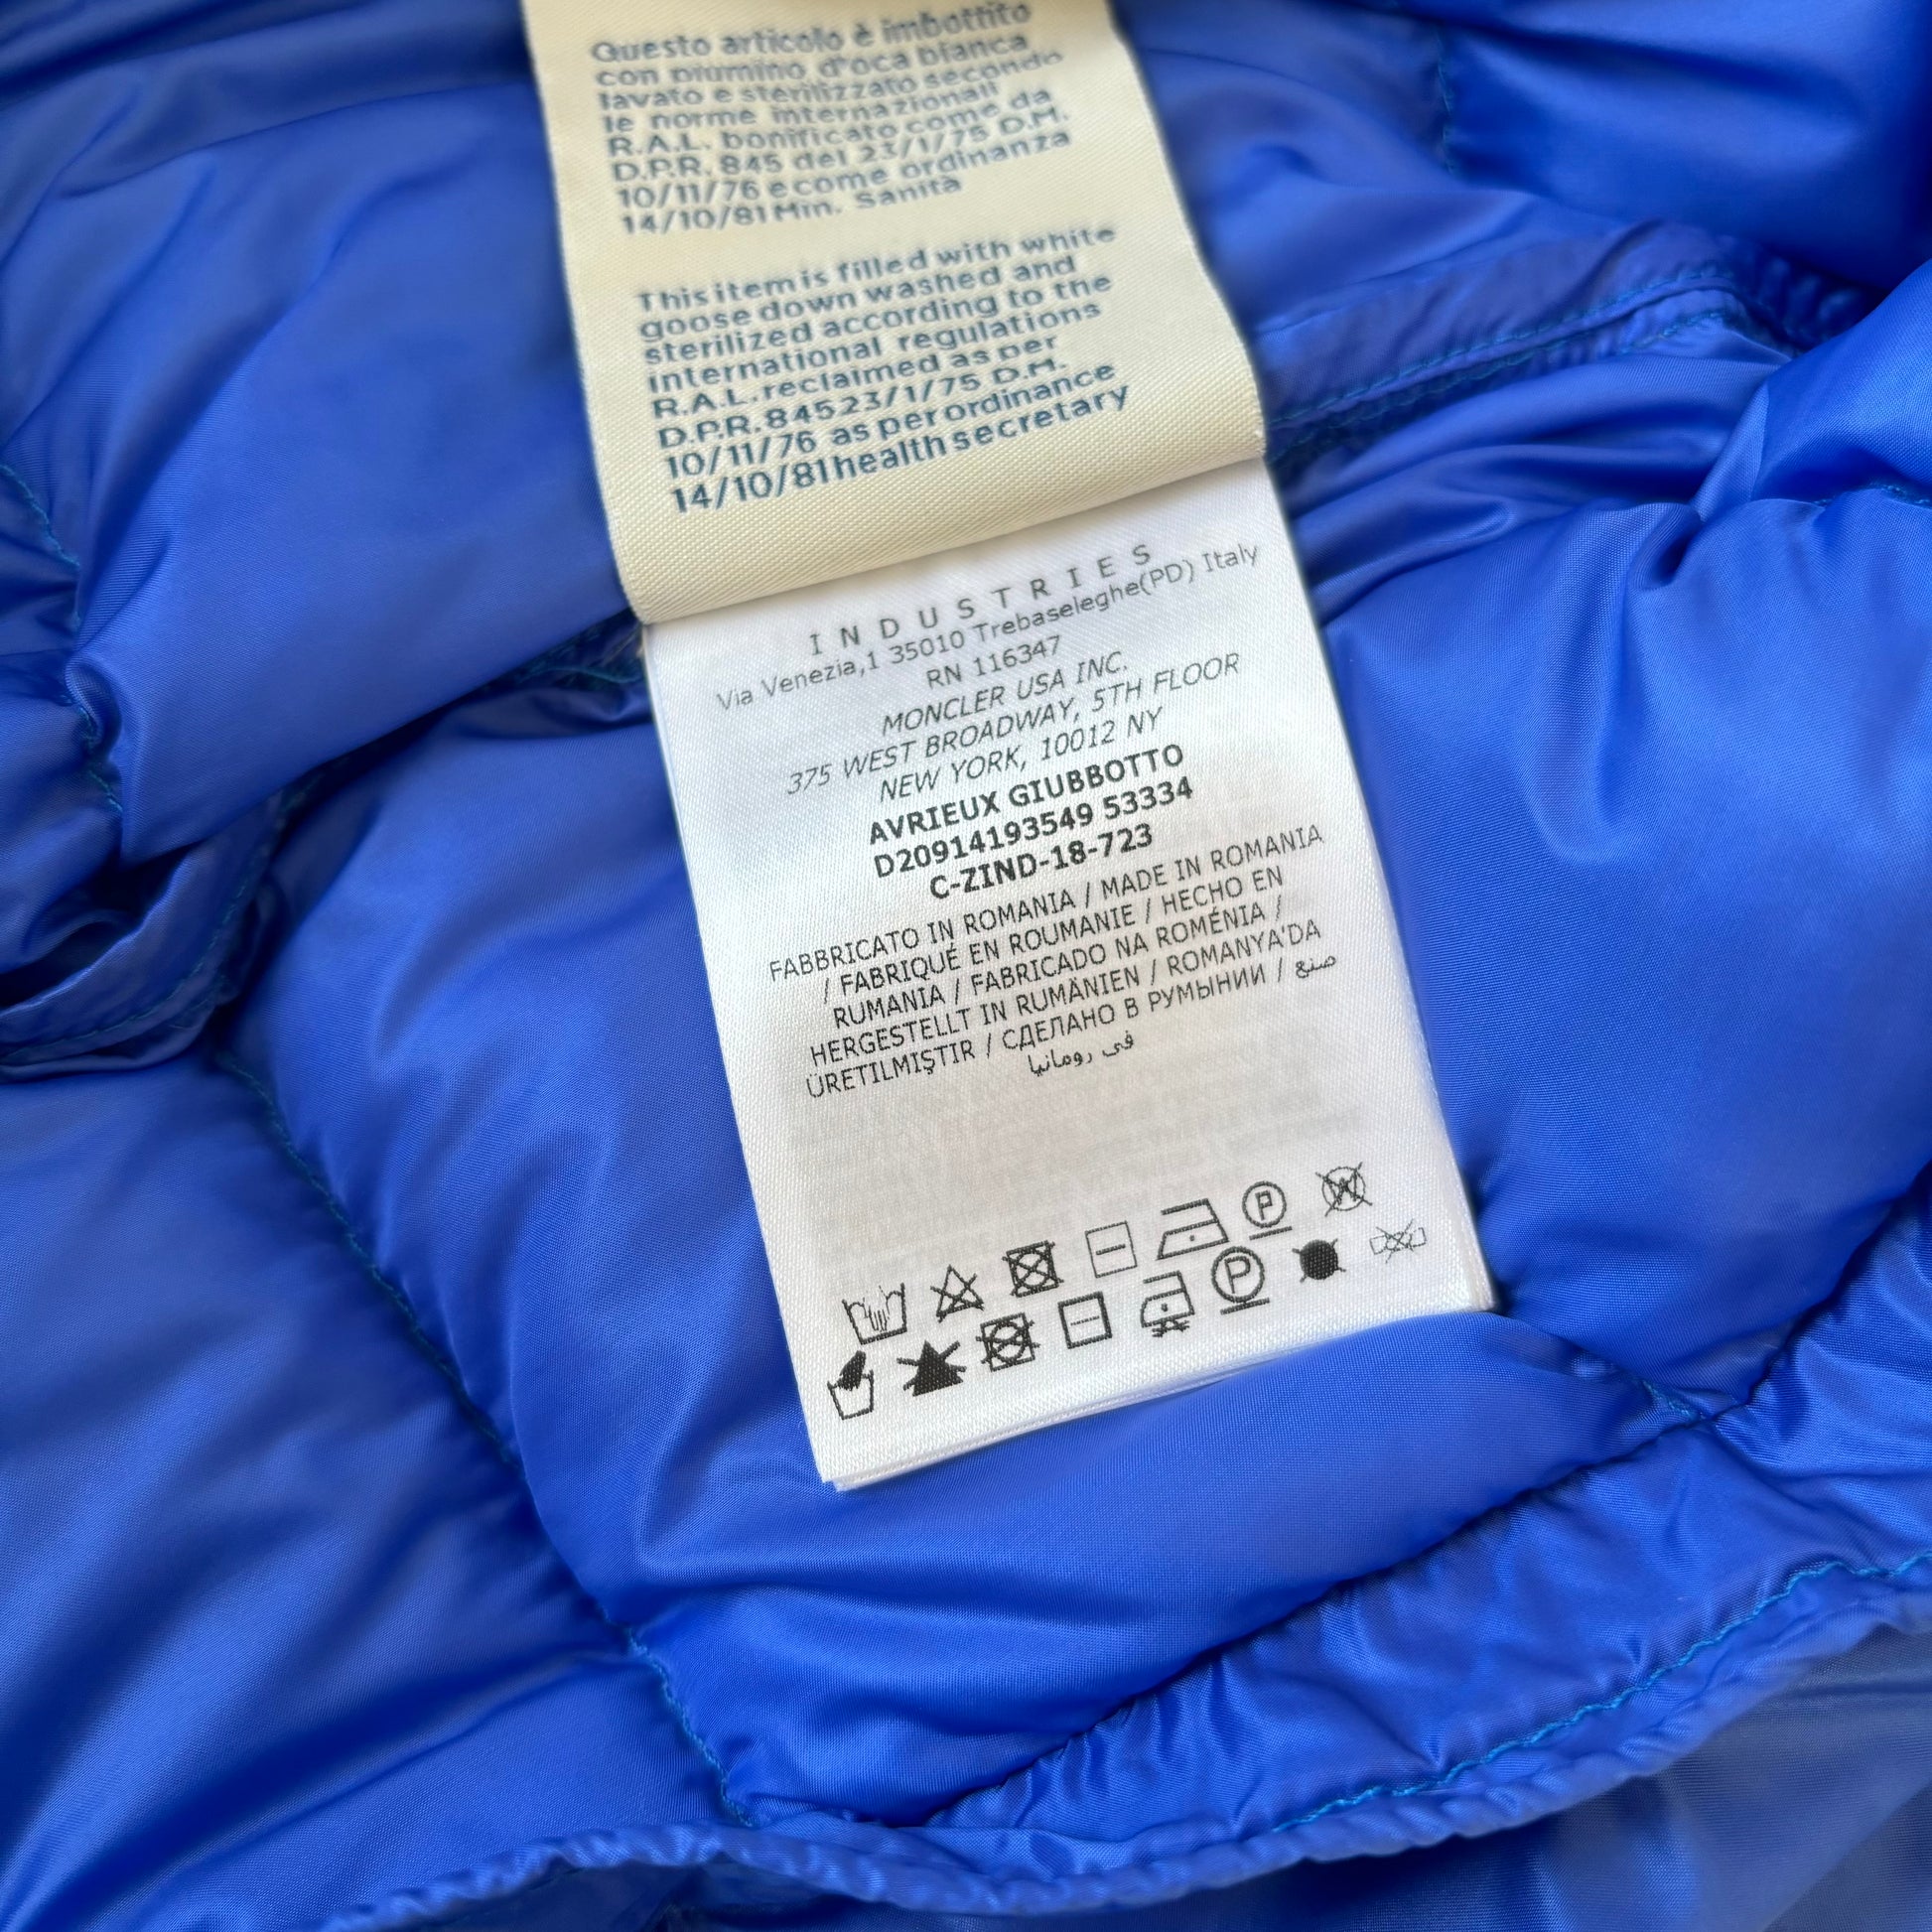 Questo articolo è imbottito
con piumino d'oca bianca
lavato e sterilizzato secondo
le norme internazionali
R.A.L. bonificato come da
D.P.R. 845 del 23/1/75 D.M.
10/11/76 e come ordinanza
14/10/81 Min. Sanità
This item is filled with white
goose down washed and
sterilized according to the
international regulations
R.A.L. reclaimed as per
D.P.R. 845 23/1/75 D.M.
10/11/76 as per ordinance
14/10/81 health secretary
INDUSTRIES
Via Venezia,1 35010 Trebaseleghe(PD) Italy
RN 116347
MONCLER USA INC.
375 WEST BROADWAY, 5TH FLOOR
NEW YORK, 10012 NY
AVRIEUX GIUBBOTTO
D20914193549 53334
C-ZIND-18-723
FABBRICATO IN ROMANIA / MADE IN ROMANIA
/ FABRIQUÉ EN ROUMANIE / HECHO EN
RUMANIA / FABRICADO NA ROMÉNIA /
HERGESTELLT IN RUMÄNIEN / ROMANYA'DA
ÜRETILMIŞTIR / СДЕЛАНО В РУМЫНИИ / صنع
في رومانيا
P W
P